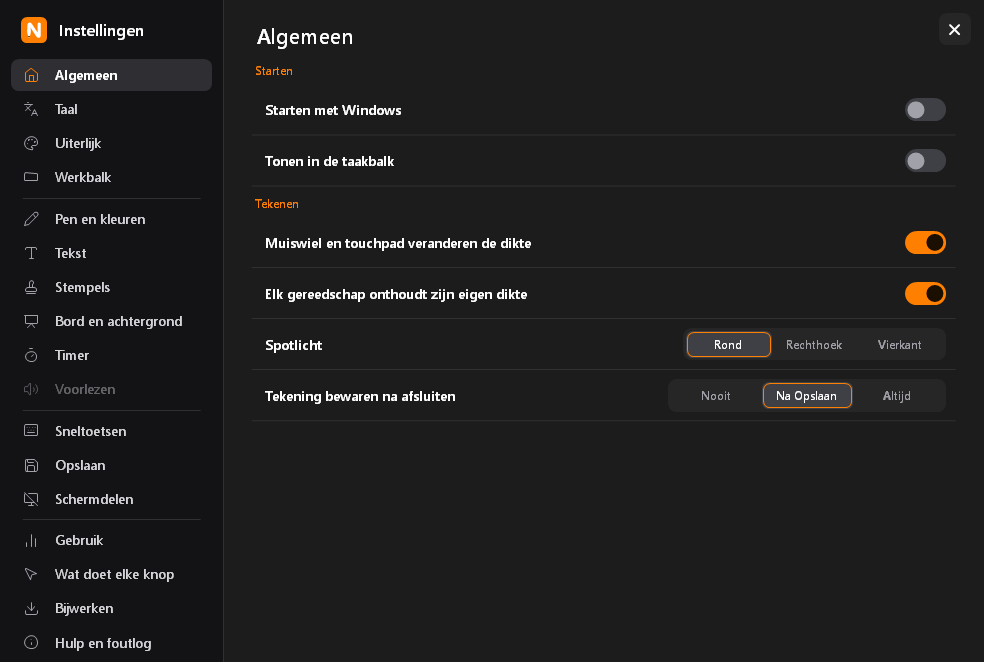 N Instellingen
Algemeen
Taal
Uiterlijk
Werkbalk
Pen en kleuren
Tekst
Stempels
Bord en achtergrond
Timer
Voorlezen
Sneltoetsen
Opslaan
Schermdelen
Gebruik
Wat doet elke knop
Bijwerken
Hulp en foutlog
Algemeen
Starten
Starten met Windows
Tonen in de taakbalk
Tekenen
Muiswiel en touchpad veranderen de dikte
Elk gereedschap onthoudt zijn eigen dikte
Spotlicht Rond Rechthoek Vierkant
Tekening bewaren na afsluiten Nooit Na Opslaan Altijd